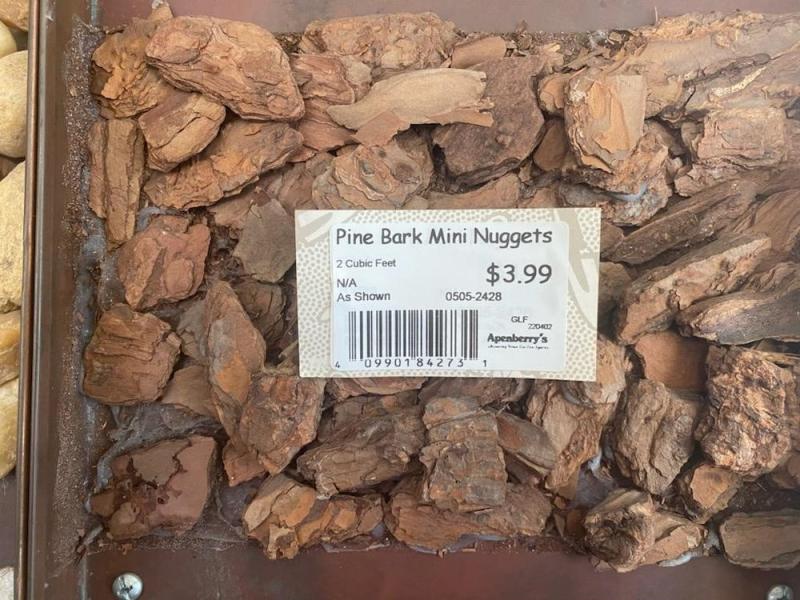 Pine Bark Mini Nuggets
2 Cubic Feet
$3.99
N/A
As Shown 0505-2428
GLF
220402
Apenberry's
4 09901 84273 1